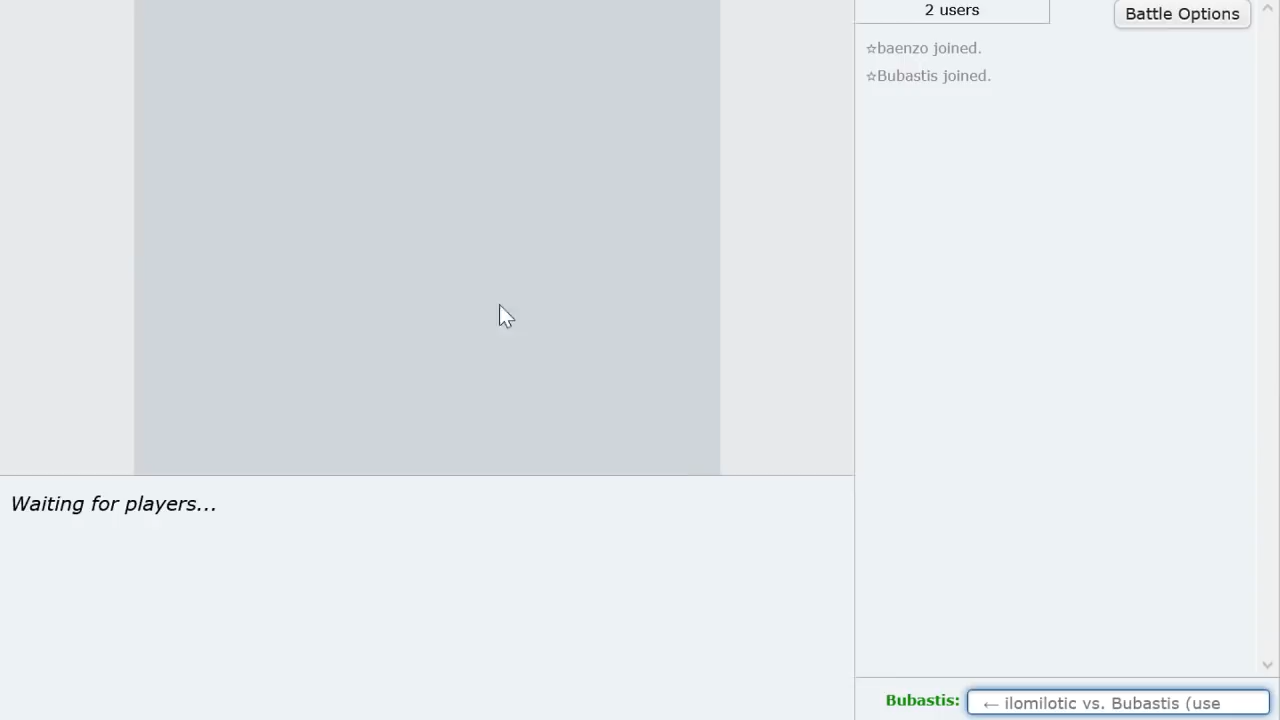 2 users
Battle Options
☆baenzo joined.
☆Bubastis joined.
Waiting for players...
Bubastis:
← ilomilotic vs. Bubastis (use